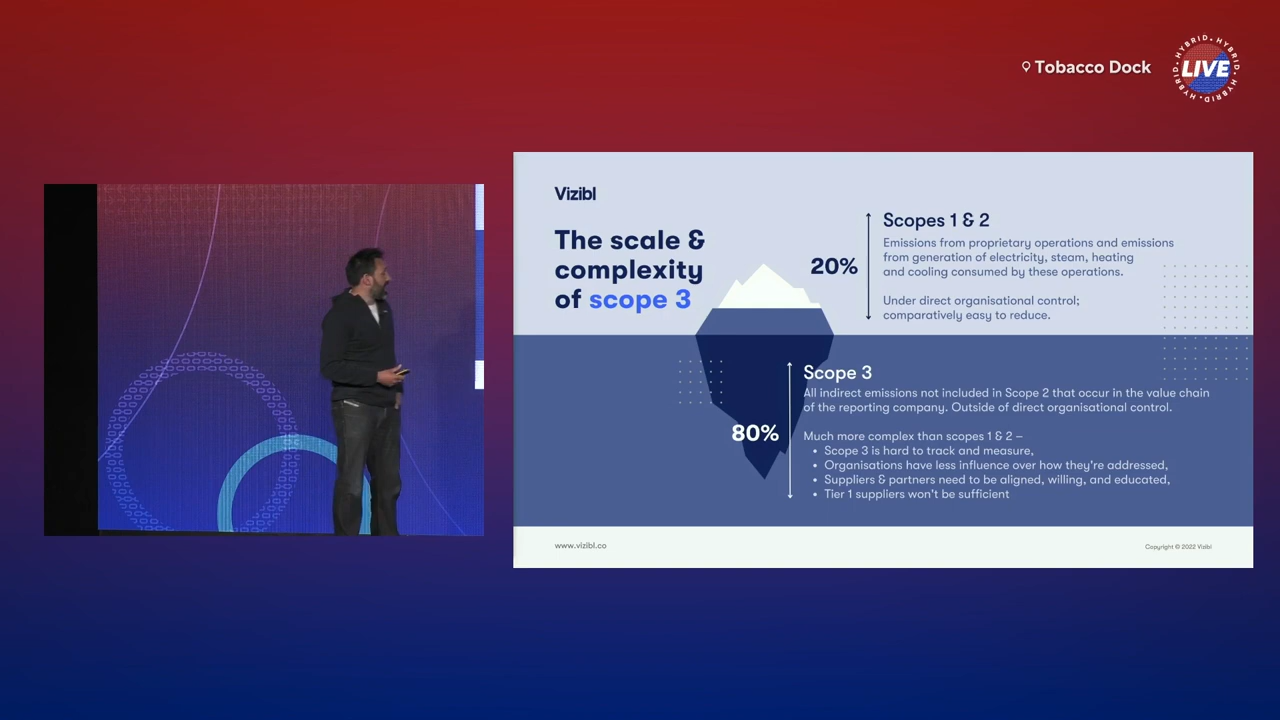 Tobacco Dock
HYBRID • HYBRID • HYBRID • HYBRID •
LIVE
Vizibl
The scale &
complexity
of scope 3
20%
Scopes 1 & 2
Emissions from proprietary operations and emissions
from generation of electricity, steam, heating
and cooling consumed by these operations.
Under direct organisational control;
comparatively easy to reduce.
80%
Scope 3
All indirect emissions not included in Scope 2 that occur in the value chain
of the reporting company. Outside of direct organisational control.
Much more complex than scopes 1 & 2 –
• Scope 3 is hard to track and measure,
• Organisations have less influence over how they're addressed,
• Suppliers & partners need to be aligned, willing, and educated,
• Tier 1 suppliers won't be sufficient
www.vizibl.co
Copyright © 2022 Vizibl